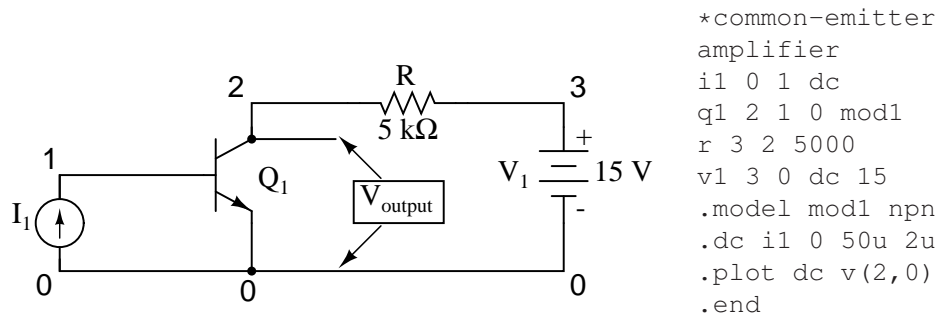 2
R
3
5 kΩ
1
Q1
V1
+
15 V
-
I1
Voutput
0
0
0
*common-emitter
amplifier
i1 0 1 dc
q1 2 1 0 mod1
r 3 2 5000
v1 3 0 dc 15
.model mod1 npn
.dc i1 0 50u 2u
.plot dc v(2,0)
.end